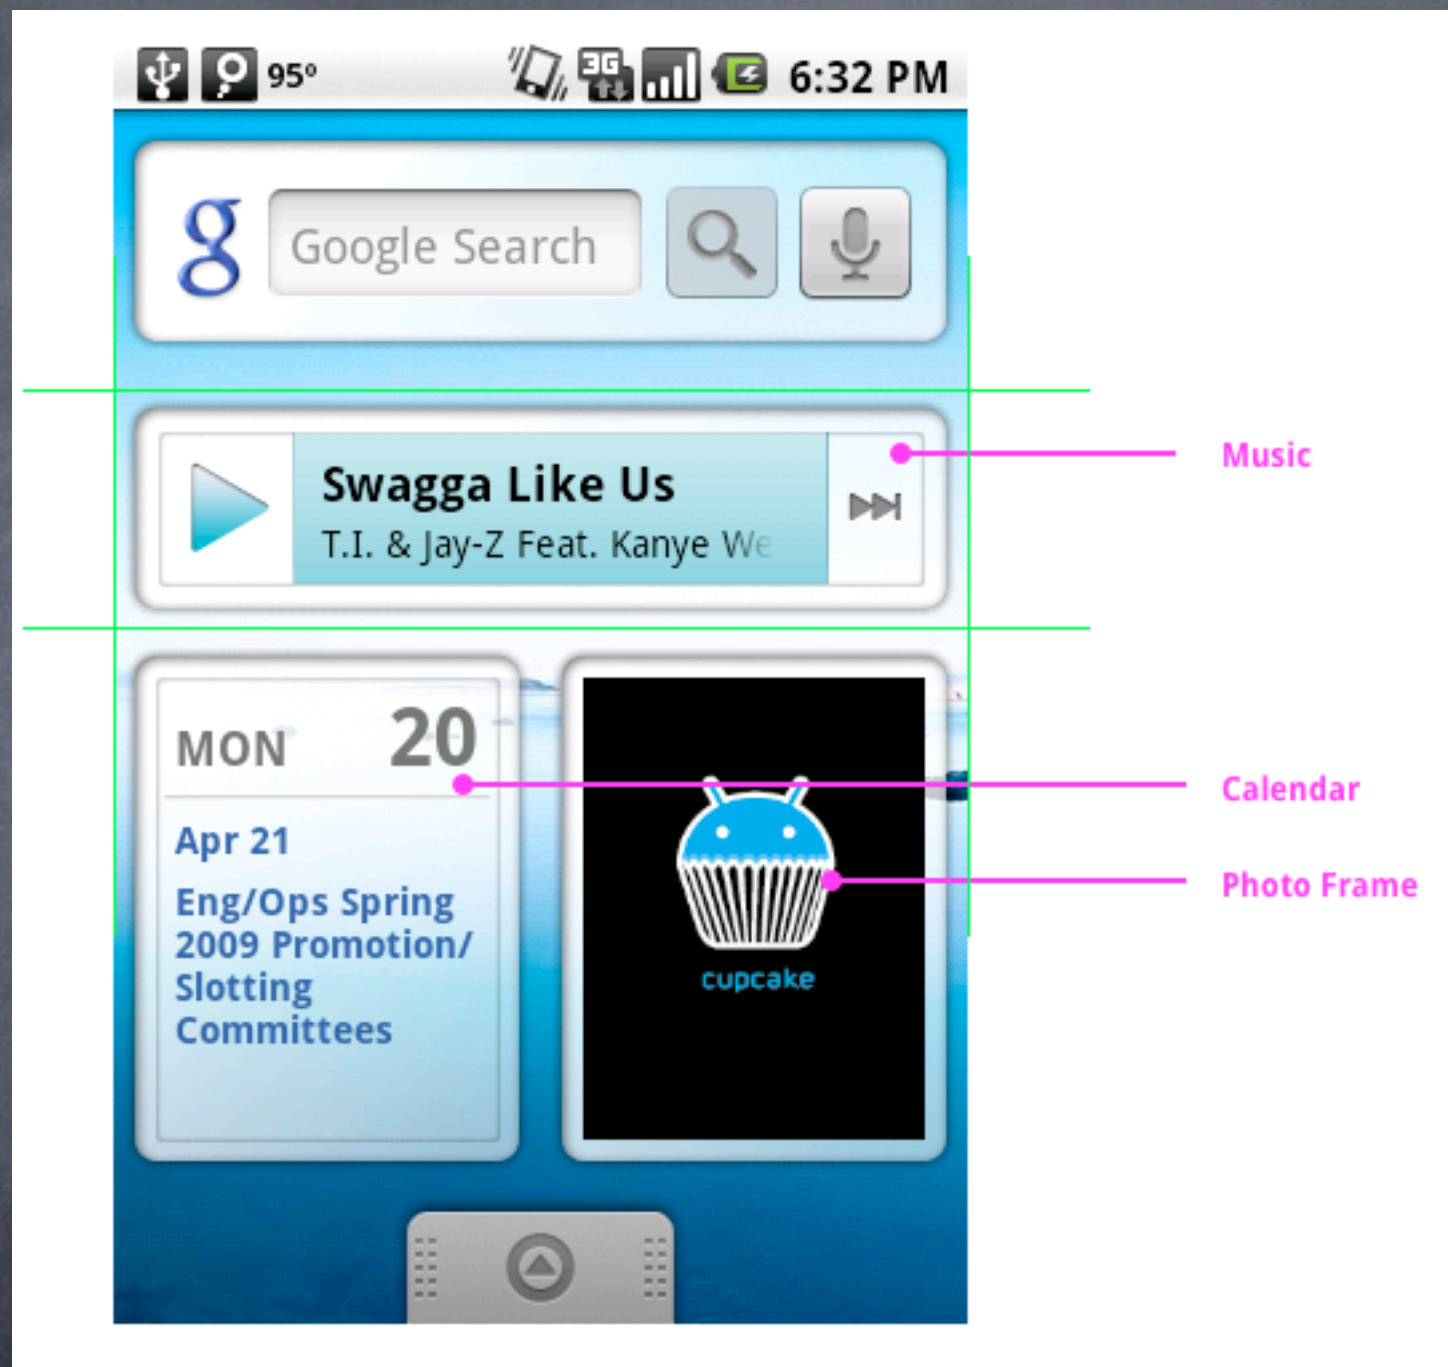 95°
3G
6:32 PM
g
Google Search
Swagga Like Us
T.I. & Jay-Z Feat. Kanye We
Music
MON 20
Calendar
Apr 21
Eng/Ops Spring
2009 Promotion/
Slotting
Committees
Photo Frame
cupcake